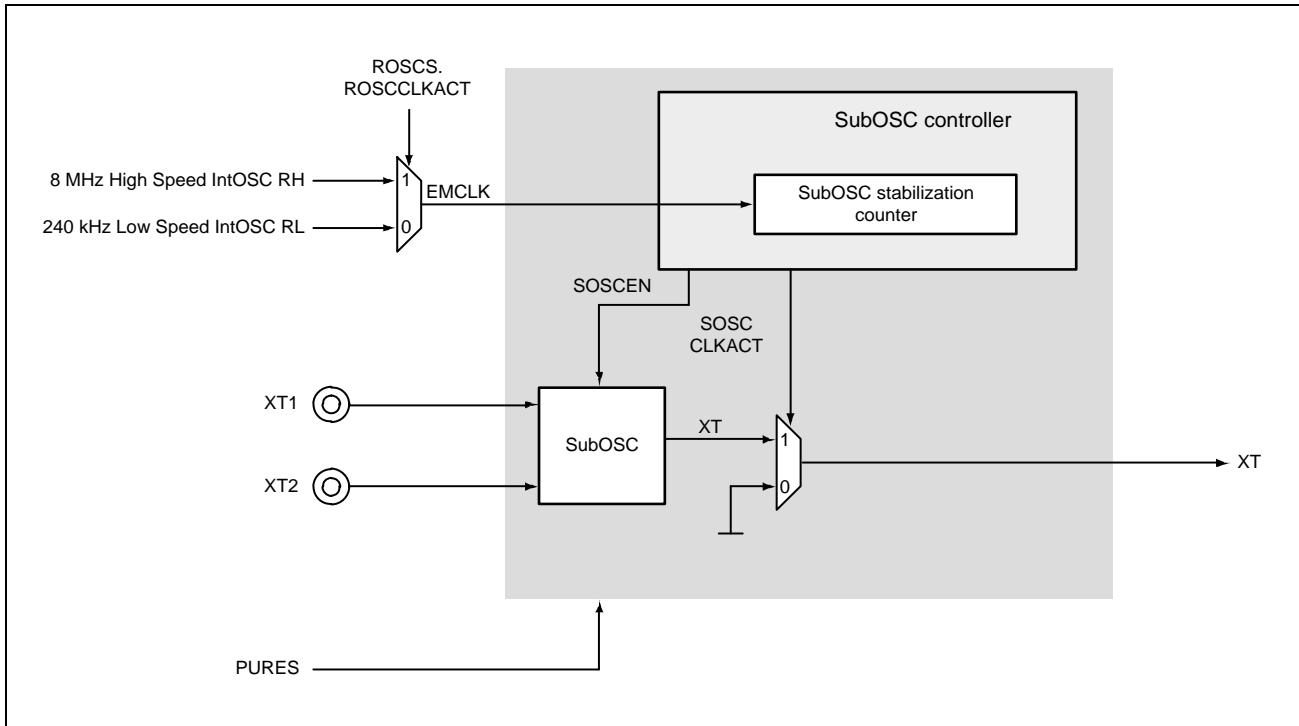 ROSCS.
ROSCCLKACT
SubOSC controller
8 MHz High Speed IntOSC RH
1
EMCLK
SubOSC stabilization
counter
240 kHz Low Speed IntOSC RL
0
SOSCEN
SOSC
CLKACT
XT1
XT
1
SubOSC
XT
XT2
0
PURES